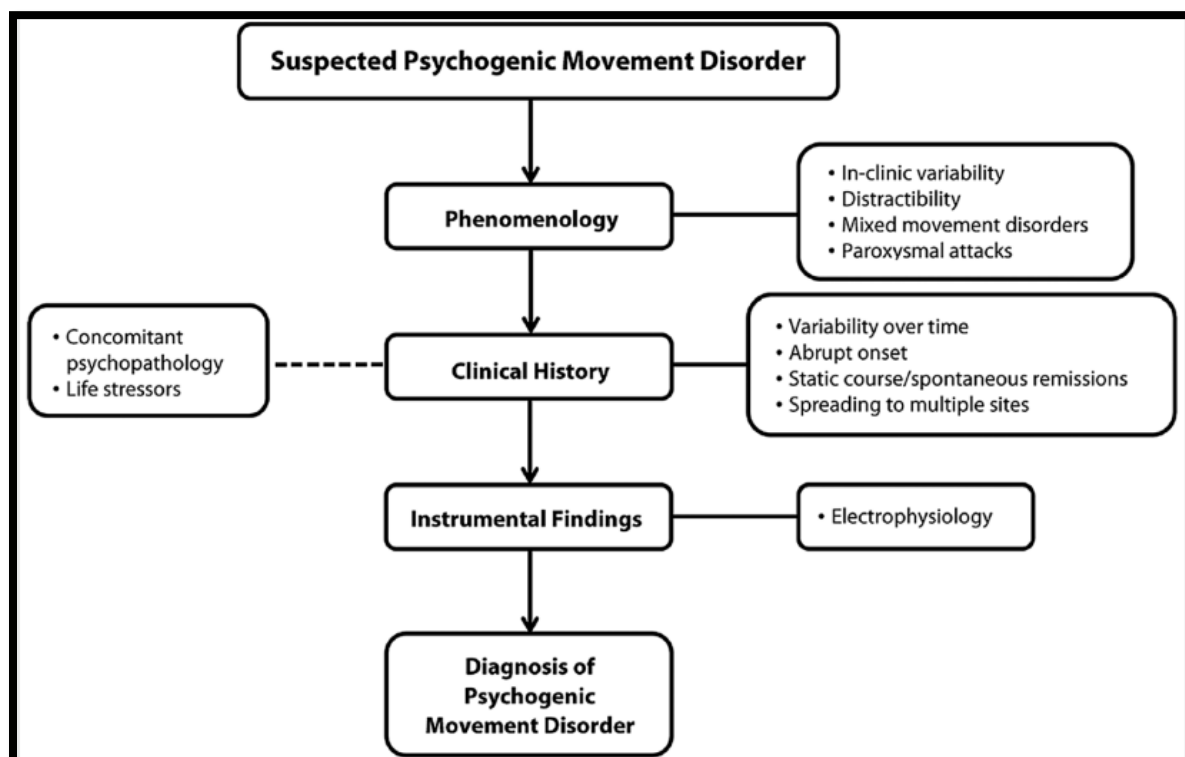 Suspected Psychogenic Movement Disorder
Phenomenology
• In-clinic variability
• Distractibility
• Mixed movement disorders
• Paroxysmal attacks
• Concomitant
psychopathology
• Life stressors
Clinical History
• Variability over time
• Abrupt onset
• Static course/spontaneous remissions
• Spreading to multiple sites
Instrumental Findings
• Electrophysiology
Diagnosis of
Psychogenic
Movement Disorder